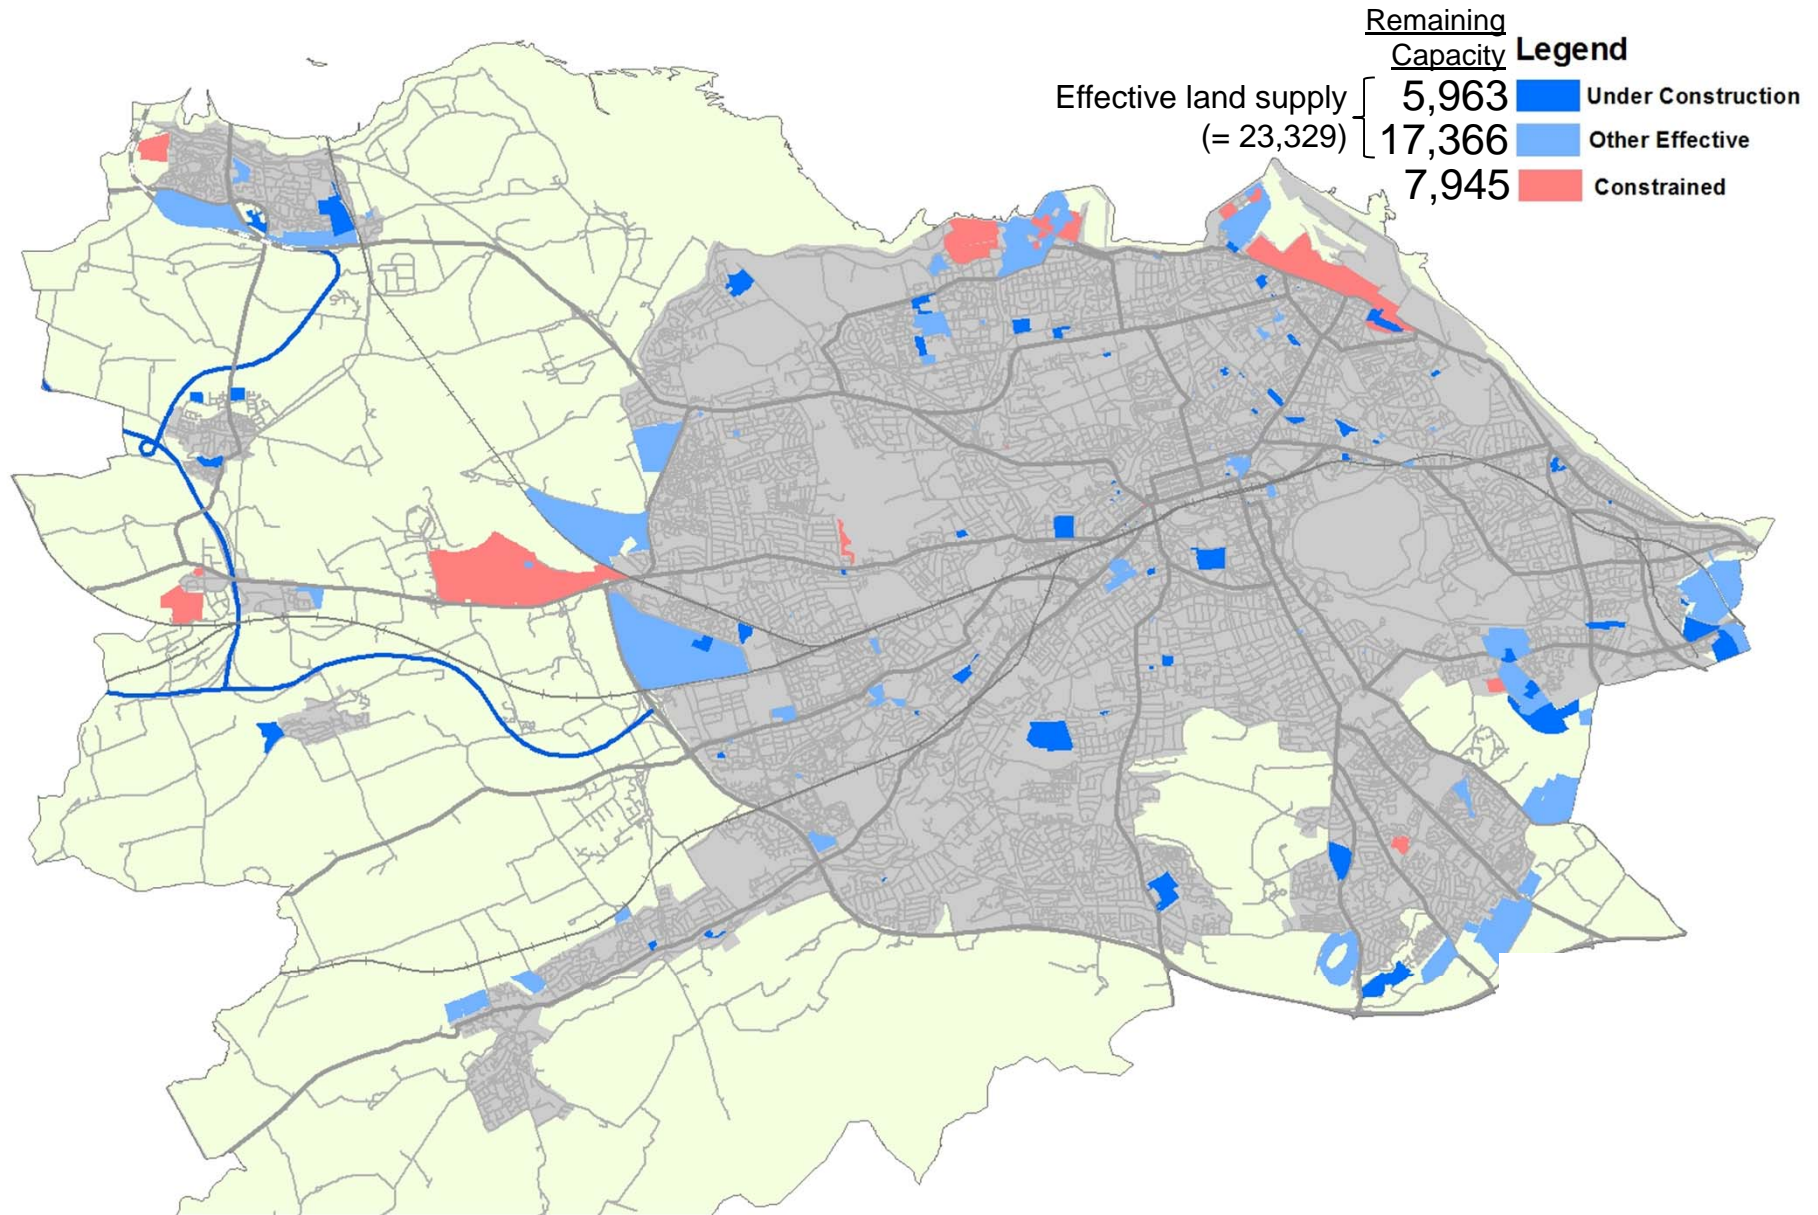 Remaining
Capacity Legend
Effective land supply 5,963 Under Construction
(= 23,329) 17,366 Other Effective
7,945 Constrained